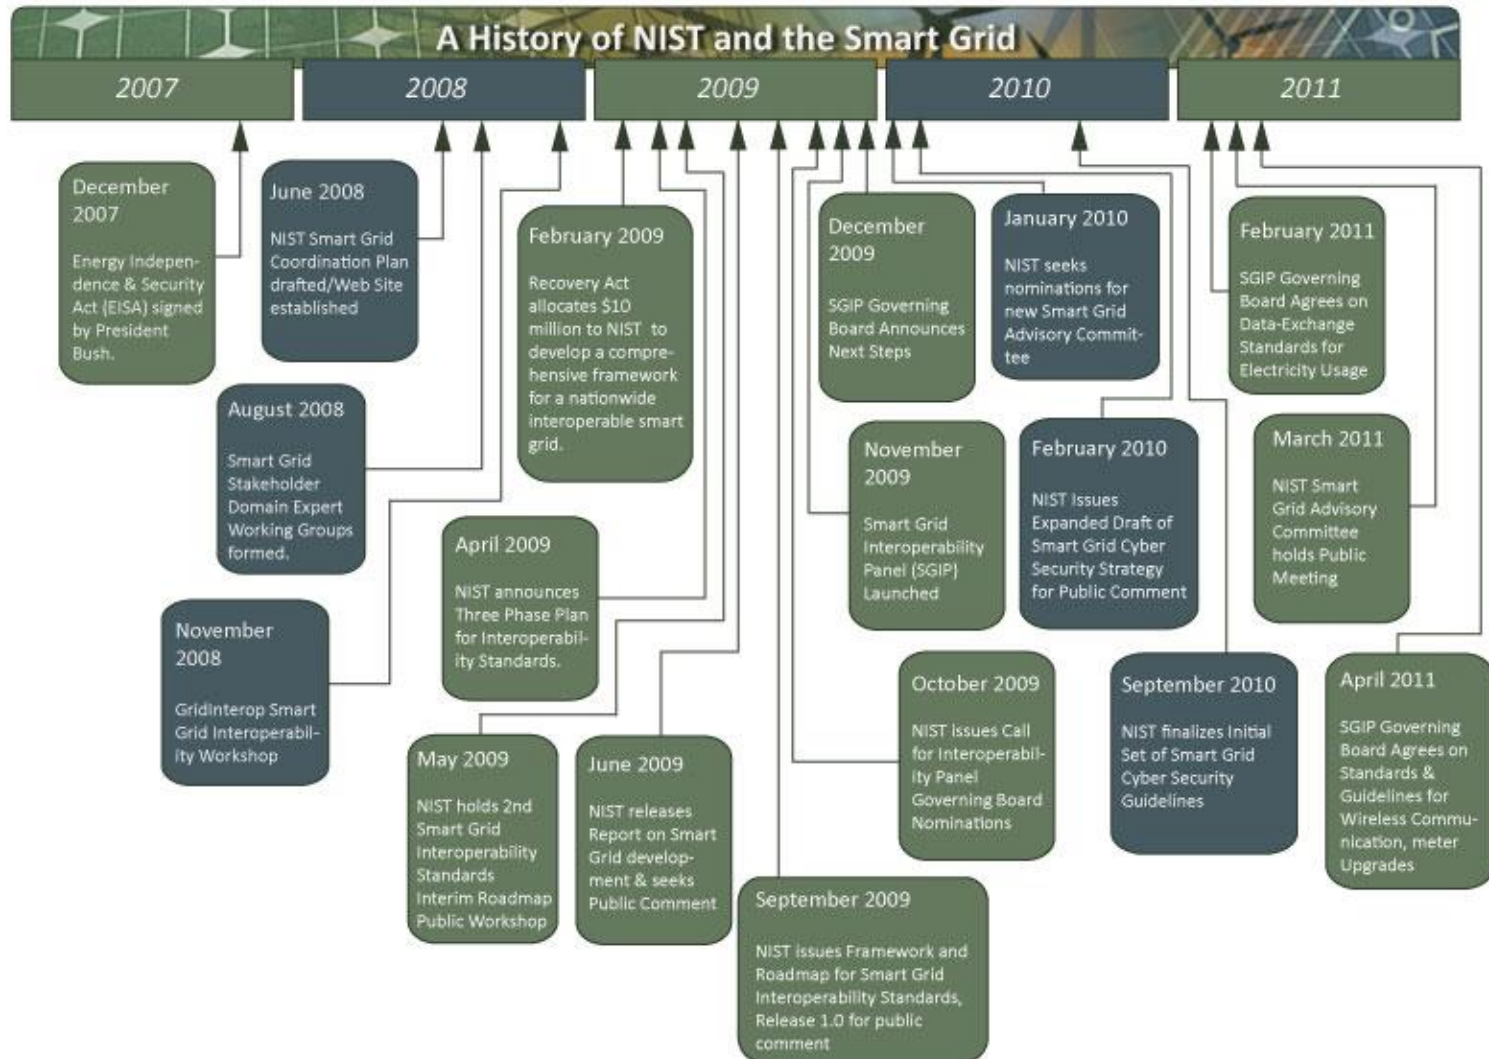 A History of NIST and the Smart Grid
2007
2008
2009
2010
2011
December
2007
Energy Indepen-
dence & Security
Act (EISA) signed
by President
Bush.
June 2008
NIST Smart Grid
Coordination Plan
drafted/Web Site
established
August 2008
Smart Grid
Stakeholder
Domain Expert
Working Groups
formed.
November
2008
GridInterop Smart
Grid Interoperabil-
ity Workshop
February 2009
Recovery Act
allocates $10
million to NIST to
develop a compre-
hensive framework
for a nationwide
interoperable smart
grid.
April 2009
NIST announces
Three Phase Plan
for Interoperabil-
ity Standards.
May 2009
NIST holds 2nd
Smart Grid
Interoperability
Standards
Interim Roadmap
Public Workshop
June 2009
NIST releases
Report on Smart
Grid develop-
ment & seeks
Public Comment
September 2009
NIST issues Framework and
Roadmap for Smart Grid
Interoperability Standards,
Release 1.0 for public
comment
October 2009
NIST issues Call
for Interoperabil-
ity Panel
Governing Board
Nominations
November
2009
Smart Grid
Interoperability
Panel (SGIP)
Launched
December
2009
SGIP Governing
Board Announces
Next Steps
January 2010
NIST seeks
nominations for
new Smart Grid
Advisory Commit-
tee
February 2010
NIST Issues
Expanded Draft of
Smart Grid Cyber
Security Strategy
for Public Comment
September 2010
NIST finalizes Initial
Set of Smart Grid
Cyber Security
Guidelines
February 2011
SGIP Governing
Board Agrees on
Data-Exchange
Standards for
Electricity Usage
March 2011
NIST Smart
Grid Advisory
Committee
holds Public
Meeting
April 2011
SGIP Governing
Board Agrees on
Standards &
Guidelines for
Wireless Commu-
nication, meter
Upgrades